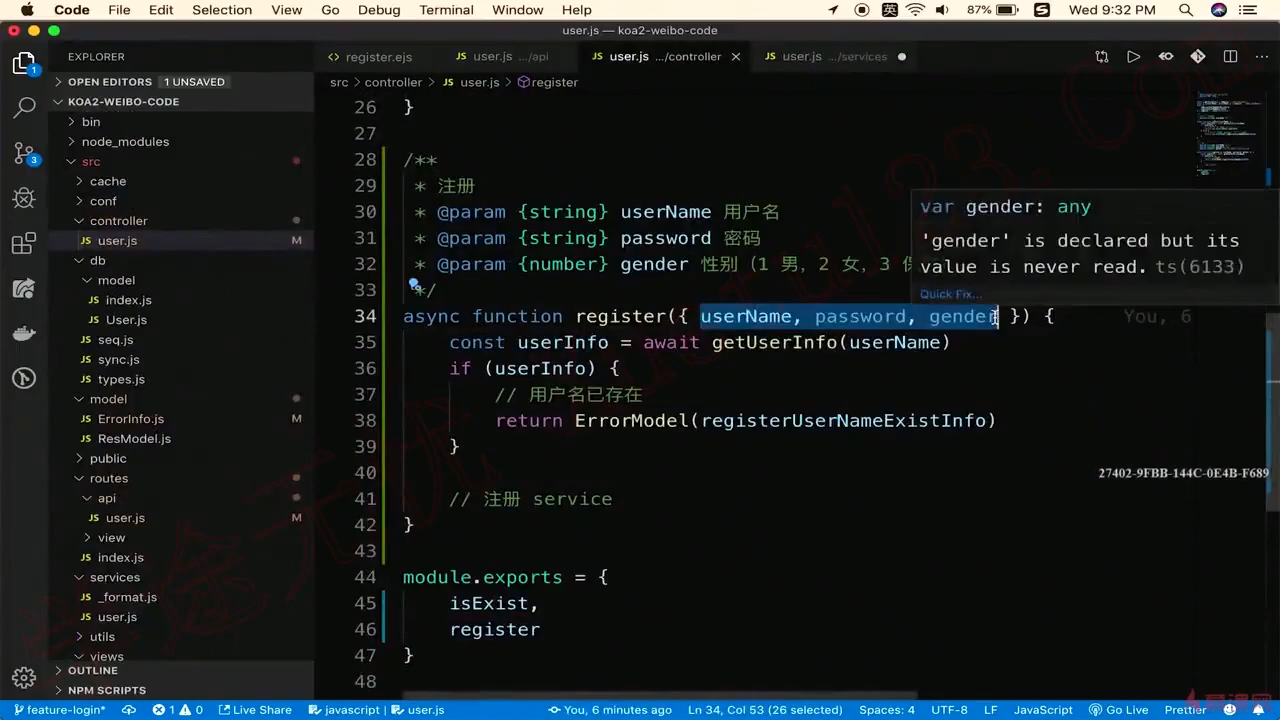 Code File Edit Selection View Go Debug Terminal Window Help 英 87% Wed 9:32 PM
user.js — koa2-weibo-code
EXPLORER
register.ejs user.js .../api user.js .../controller user.js .../services
OPEN EDITORS 1 UNSAVED
src controller user.js register
KOA2-WEIBO-CODE
bin
node_modules
src
cache
conf
controller
user.js M
db
model
index.js
User.js
seq.js
sync.js
types.js
model
ErrorInfo.js
ResModel.js
public
routes
api
user.js M
view
index.js
services
_format.js
user.js
utils
views
OUTLINE
NPM SCRIPTS
26 }
27
28 /**
29 * 注册
30 * @param {string} userName 用户名
31 * @param {string} password 密码
32 * @param {number} gender 性别（1 男，2 女，3 保
33 */
34 async function register({ userName, password, gender }) { You, 6
35 const userInfo = await getUserInfo(userName)
36 if (userInfo) {
37 // 用户名已存在
38 return ErrorModel(registerUserNameExistInfo)
39 }
40
41 // 注册 service
42 }
43
44 module.exports = {
45 isExist,
46 register
47 }
48
var gender: any
'gender' is declared but its
value is never read. ts(6133)
Quick Fix...
27402-9FBB-144C-0E4B-F689
1
3
feature-login* 1 0 Live Share javascript | user.js You, 6 minutes ago Ln 34, Col 53 (26 selected) Spaces: 4 UTF-8 LF JavaScript Go Live Prettier